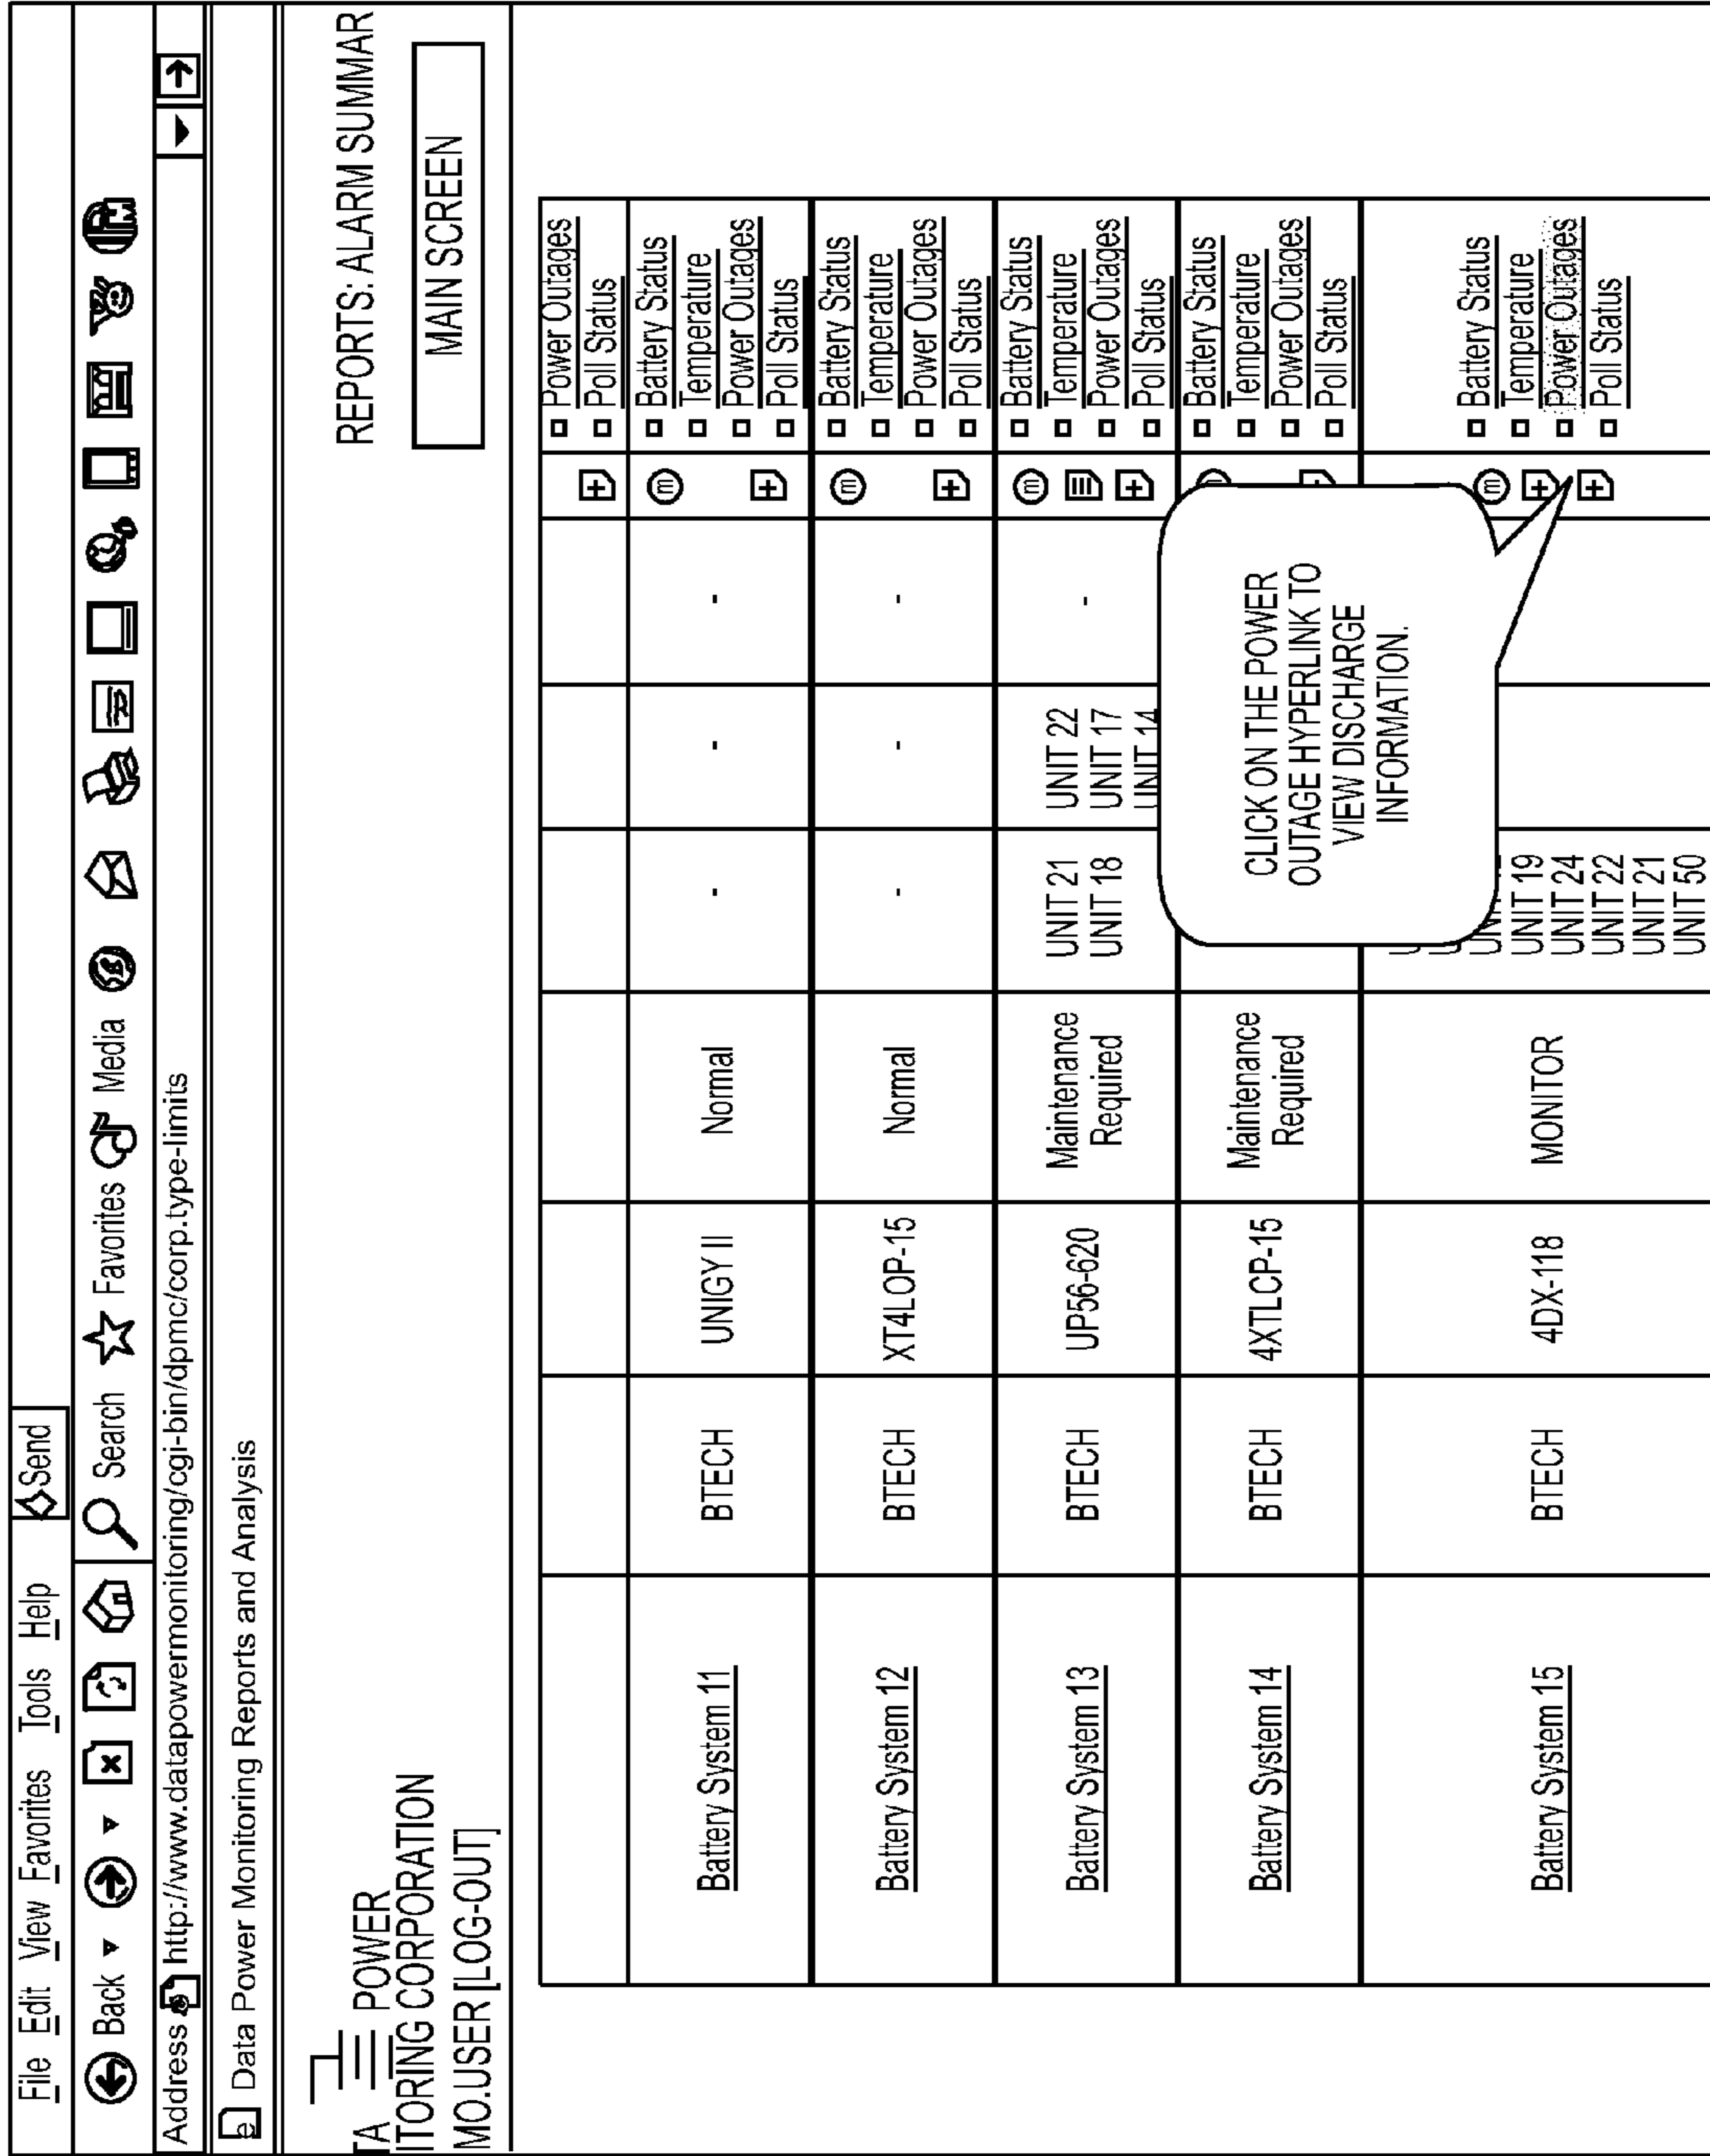 File Edit View Favorites Tools Help Send
Back Search Favorites Media
Address http://www.datapowermonitoring/cgi-bin/dpmc/corp.type-limits
Data Power Monitoring Reports and Analysis
TA POWER
ITORING CORPORATION
MO.USER [LOG-OUT]
REPORTS: ALARM SUMMAR
MAIN SCREEN
Power Outages
Poll Status
Battery System 11 BTECH UNIGY II Normal - - - m
Battery Status
Temperature
Power Outages
Poll Status
Battery System 12 BTECH XT4LOP-15 Normal - - - m
Battery Status
Temperature
Power Outages
Poll Status
Battery System 13 BTECH UP56-620
Maintenance
Required
UNIT 21
UNIT 18
UNIT 22
UNIT 17
UNIT 14
- m
Battery Status
Temperature
Power Outages
Poll Status
Battery System 14 BTECH 4XTLCP-15
Maintenance
Required
Battery Status
Temperature
Power Outages
Poll Status
CLICK ON THE POWER
OUTAGE HYPERLINK TO
VIEW DISCHARGE
INFORMATION.
Battery System 15 BTECH 4DX-118 MONITOR
UNIT 19
UNIT 24
UNIT 22
UNIT 21
UNIT 50
m
Battery Status
Temperature
Power Outages
Poll Status